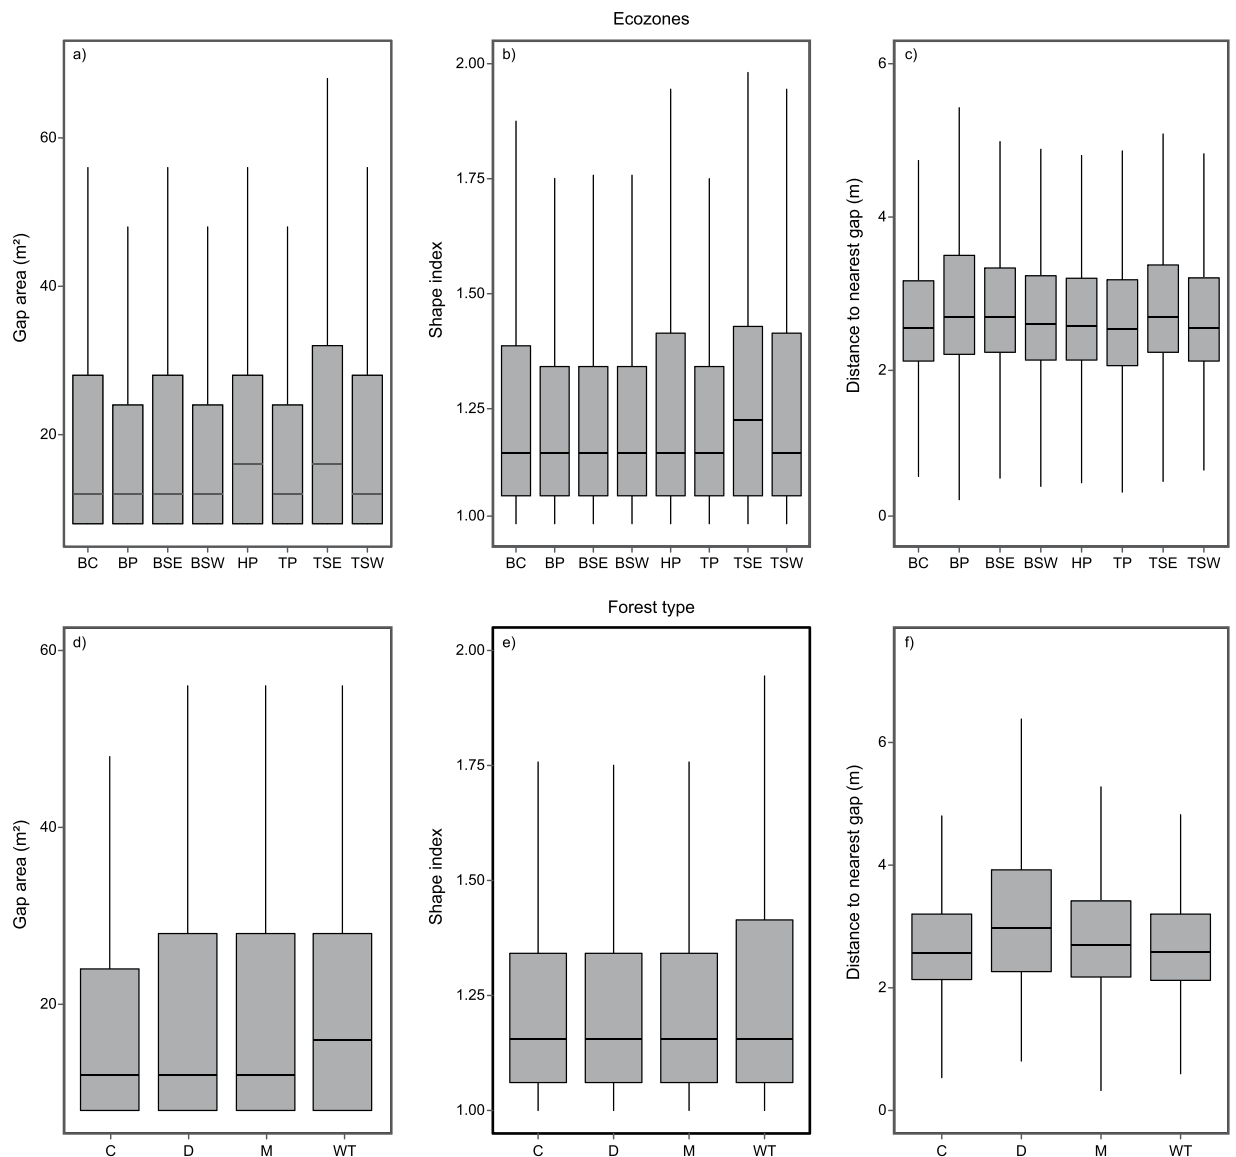 Ecozones
a)
60
40
20
Gap area (m²)
BC BP BSE BSW HP TP TSE TSW
b)
2.00
1.75
1.50
1.25
1.00
Shape index
BC BP BSE BSW HP TP TSE TSW
c)
6
4
2
0
Distance to nearest gap (m)
BC BP BSE BSW HP TP TSE TSW
Forest type
d)
60
40
20
Gap area (m²)
C D M WT
e)
2.00
1.75
1.50
1.25
1.00
Shape index
C D M WT
f)
6
4
2
0
Distance to nearest gap (m)
C D M WT